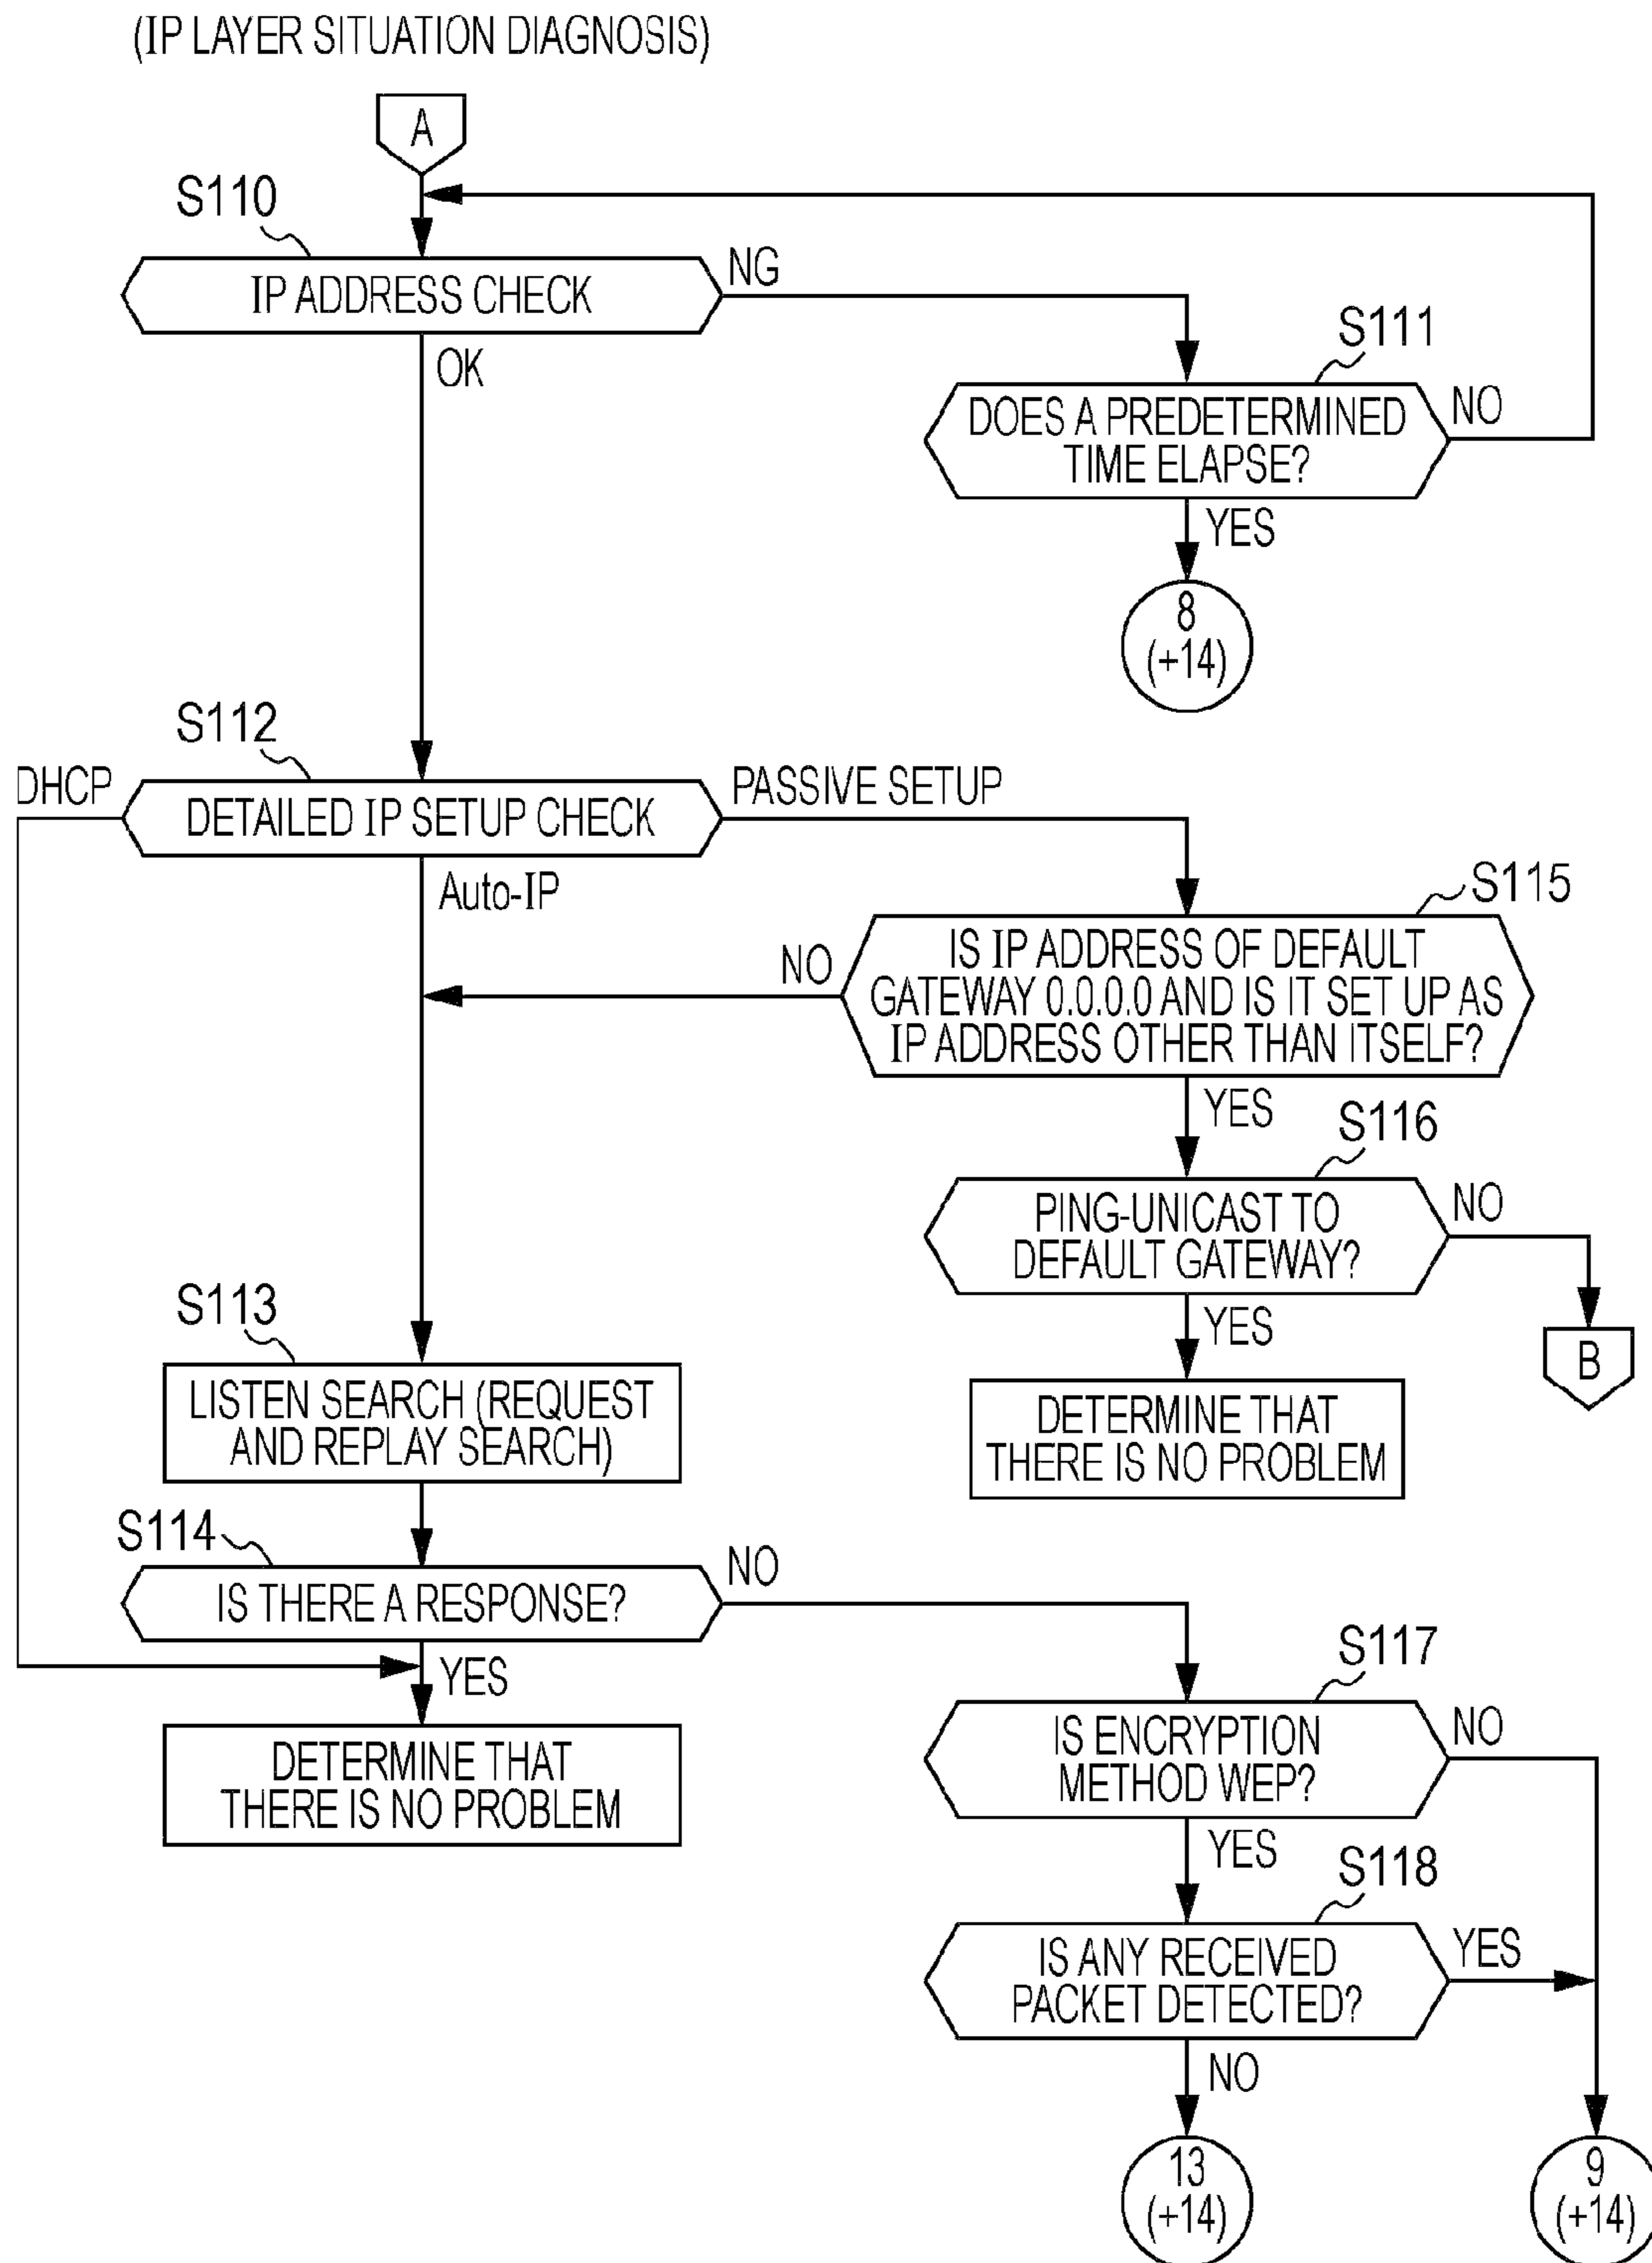 (IP LAYER SITUATION DIAGNOSIS)
A
S110
IP ADDRESS CHECK
NG
OK
S111
DOES A PREDETERMINED
TIME ELAPSE?
NO
YES
8
(+14)
S112
DHCP
DETAILED IP SETUP CHECK
PASSIVE SETUP
Auto-IP
S115
IS IP ADDRESS OF DEFAULT
GATEWAY 0.0.0.0 AND IS IT SET UP AS
IP ADDRESS OTHER THAN ITSELF?
NO
YES
S116
PING-UNICAST TO
DEFAULT GATEWAY?
NO
YES
B
DETERMINE THAT
THERE IS NO PROBLEM
S113
LISTEN SEARCH (REQUEST
AND REPLAY SEARCH)
S114
IS THERE A RESPONSE?
NO
YES
DETERMINE THAT
THERE IS NO PROBLEM
S117
IS ENCRYPTION
METHOD WEP?
NO
YES
S118
IS ANY RECEIVED
PACKET DETECTED?
YES
NO
13
(+14)
9
(+14)